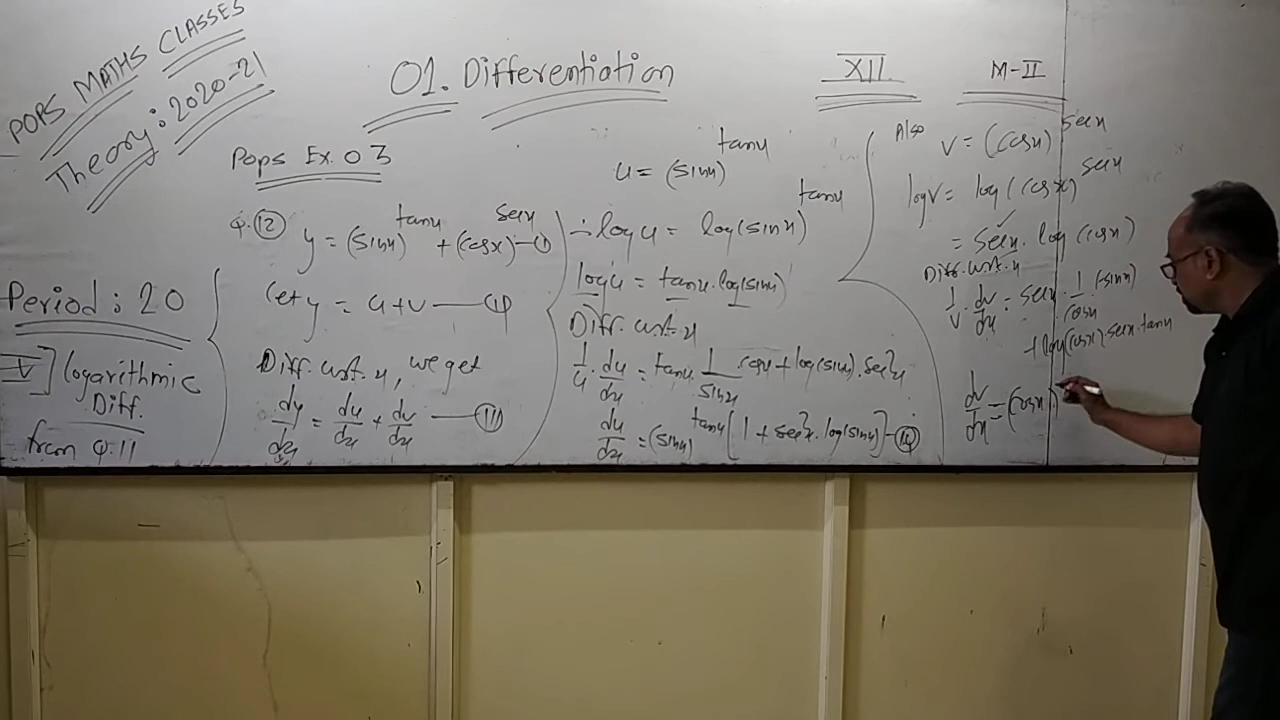 POPS MATHS CLASSES
Theory: 2020-21
01. Differentiation
XII
M-II
Pops Ex. 03
Period: 20
V] Logarithmic
Diff.
from Q.11
Q. (12) y = (sinx)^tanx + (cosx)^secx — (I)
Let y = u+v — (II)
Diff. w.r.t. x, we get
dy/dx = du/dx + dv/dx — (III)
u = (sinx)^tanx
∴ log u = log(sinx)^tanx
log u = tanx. log(sinx)
Diff. w.r.t. x
1/u . du/dx = tanx . 1/sinx . cosx + log(sinx). sec²x
du/dx = (sinx)^tanx [1 + sec²x. log(sinx)] — (IV)
Also v = (cosx)^secx
log v = log (cosx)^secx
= secx. log (cosx)
Diff. w.r.t. x
1/v . dv/dx = secx . 1/cosx . (-sinx)
+ log(cosx). secx. tanx
dv/dx = (cosx)